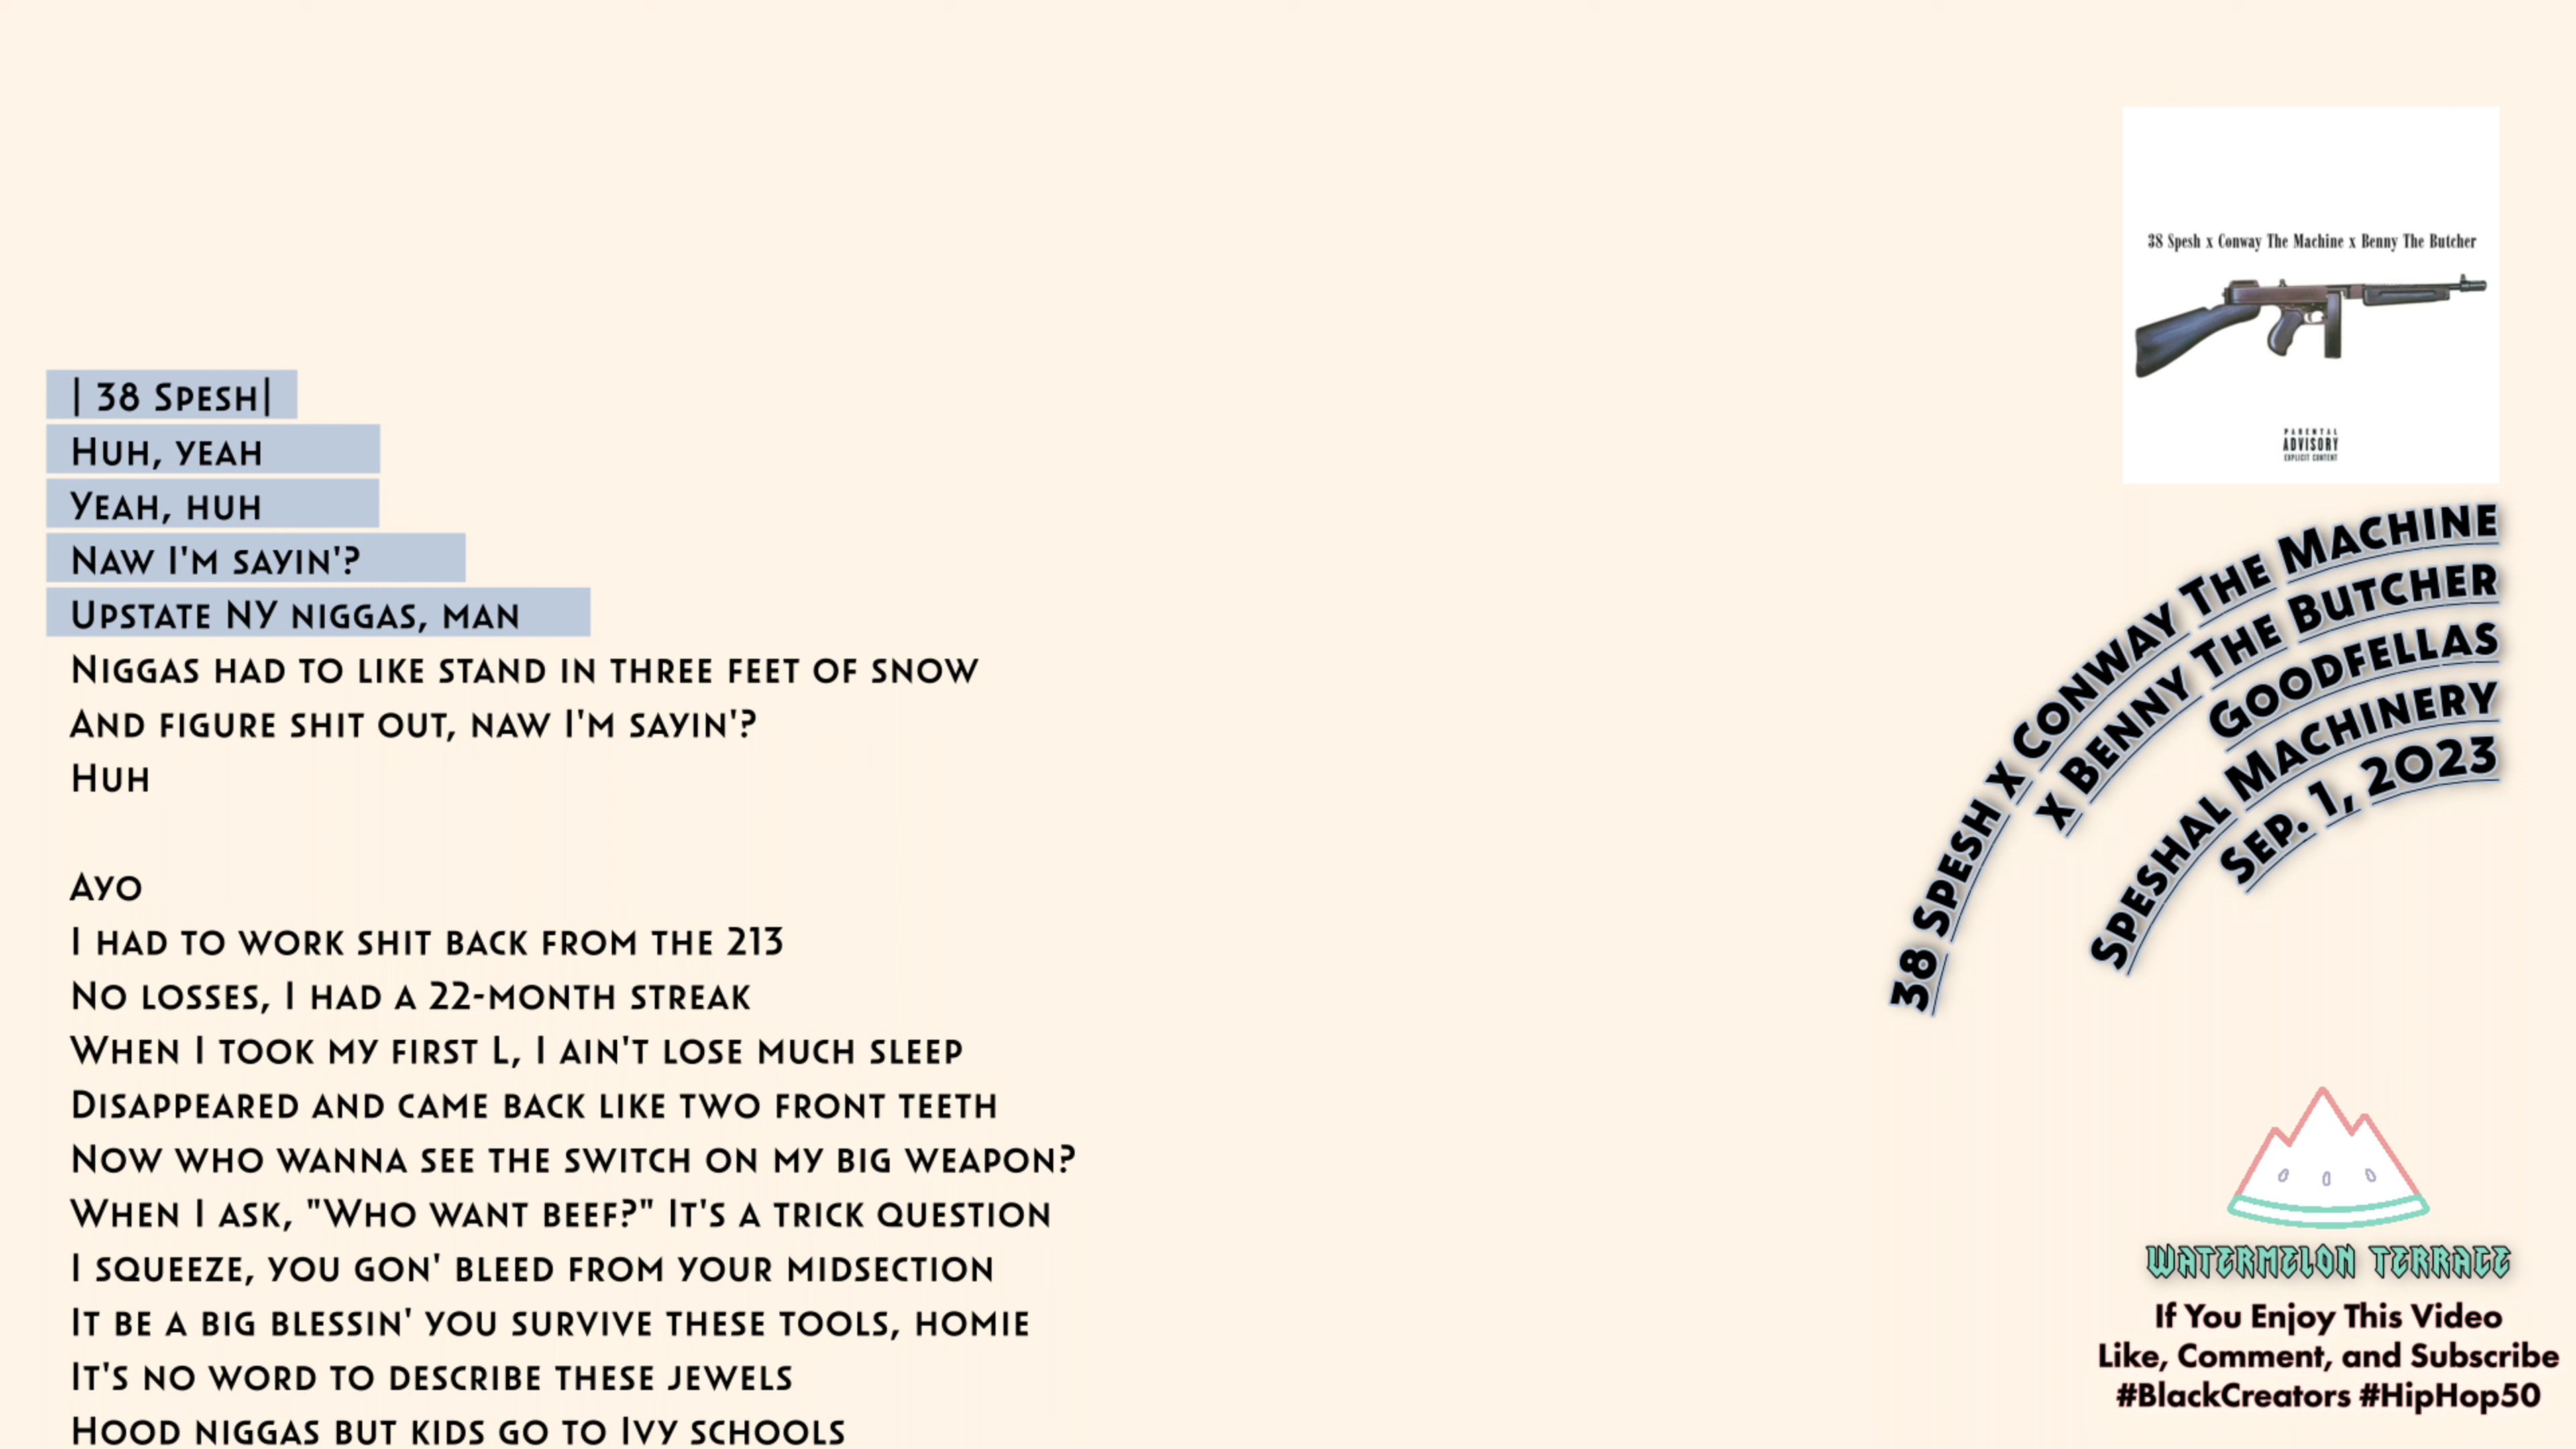 | 38 Spesh|
Huh, yeah
Yeah, huh
Naw I'm sayin'?
Upstate NY niggas, man
Niggas had to like stand in three feet of snow
And figure shit out, naw I'm sayin'?
Huh
Ayo
I had to work shit back from the 213
No losses, I had a 22-month streak
When I took my first L, I ain't lose much sleep
Disappeared and came back like two front teeth
Now who wanna see the switch on my big weapon?
When I ask, "Who want beef?" It's a trick question
I squeeze, you gon' bleed from your midsection
It be a big blessin' you survive these tools, homie
It's no word to describe these jewels
Hood niggas but kids go to Ivy schools
38 Spesh x Conway The Machine x Benny The Butcher
PARENTAL
ADVISORY
EXPLICIT CONTENT
38 Spesh x Conway The Machine
x Benny The Butcher
Goodfellas
Speshal Machinery
Sep. 1, 2023
WATERMELON TERRACE
If You Enjoy This Video
Like, Comment, and Subscribe
#BlackCreators #HipHop50